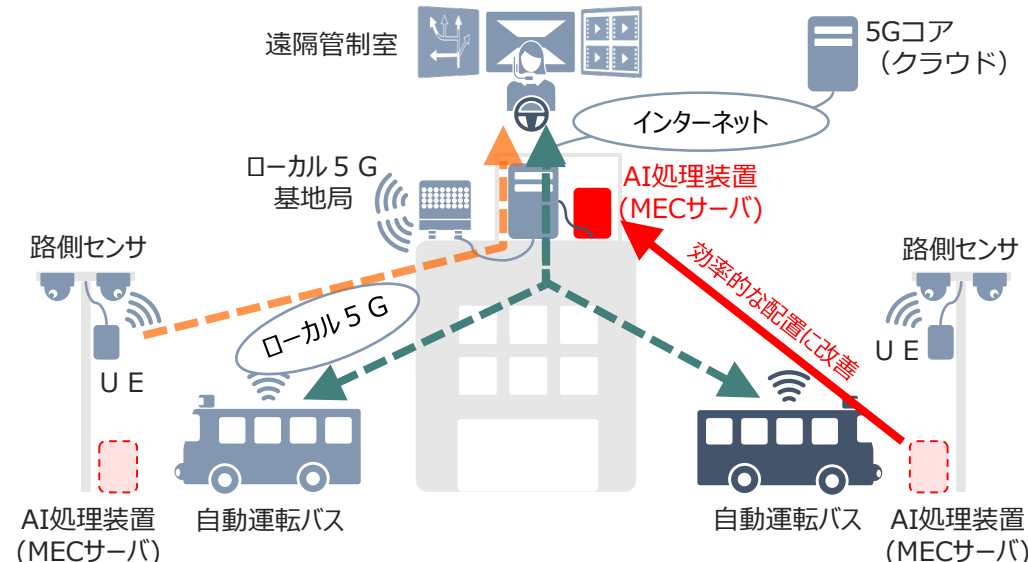 遠隔管制室
5Gコア
（クラウド）
インターネット
ローカル５Ｇ
基地局
AI処理装置
(MECサーバ)
路側センサ
路側センサ
効率的な配置に改善
ローカル５Ｇ
ＵＥ
ＵＥ
AI処理装置
(MECサーバ)
自動運転バス
自動運転バス
AI処理装置
(MECサーバ)